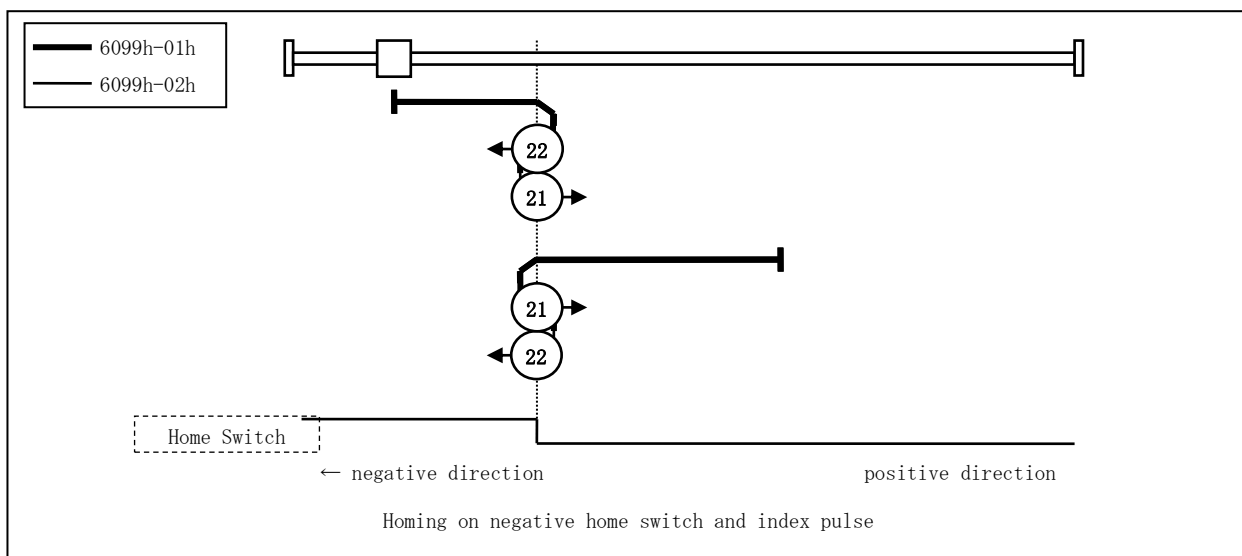 6099h-01h
6099h-02h
22
21
21
22
Home Switch
← negative direction
positive direction
Homing on negative home switch and index pulse